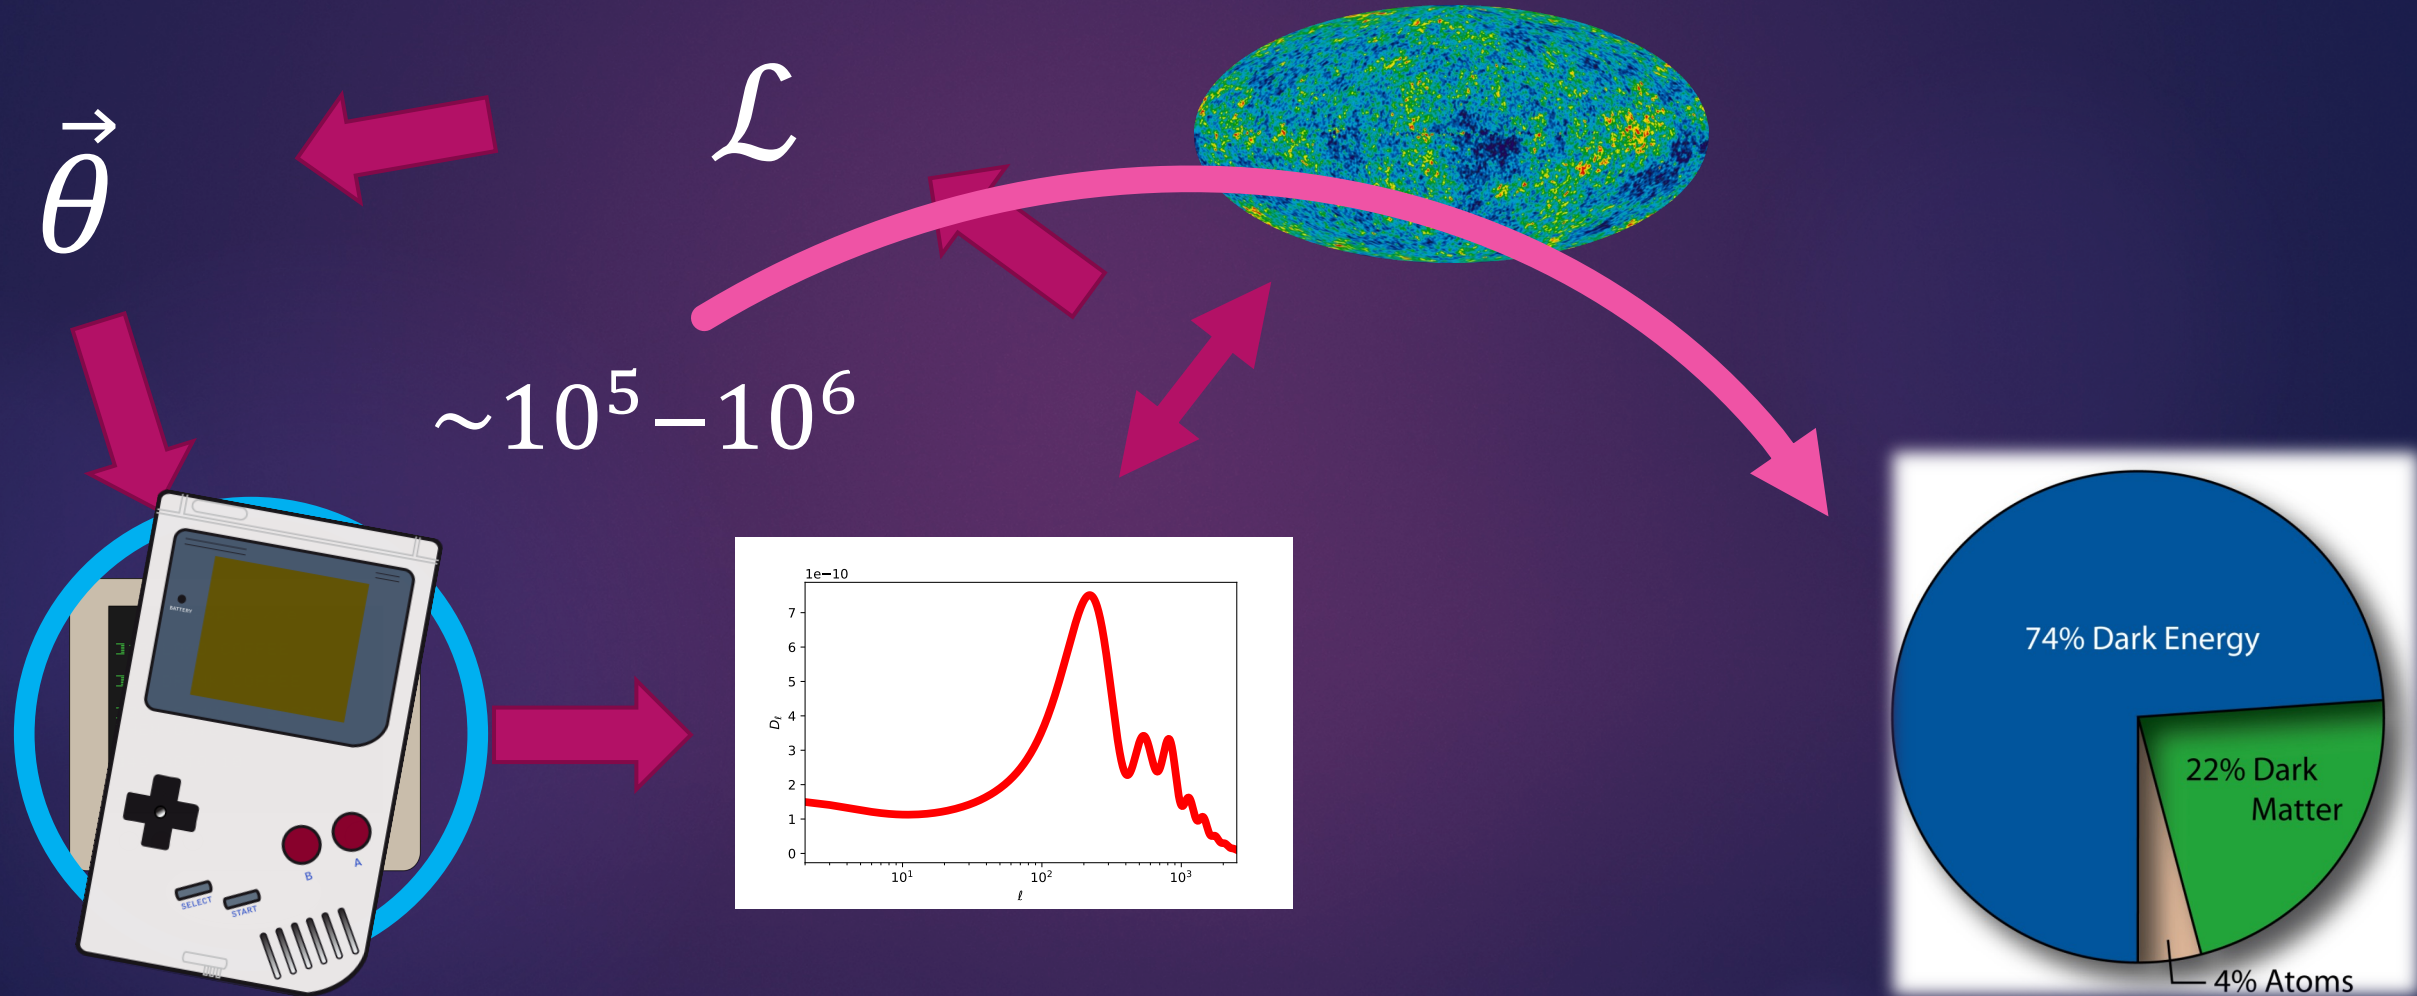 θ⃗
ℒ
~10⁵–10⁶
BATTERY
B
A
SELECT
START
1e−10
7
6
5
4
3
2
1
0
Dℓ
10¹
10²
10³
ℓ
74% Dark Energy
22% Dark
Matter
4% Atoms